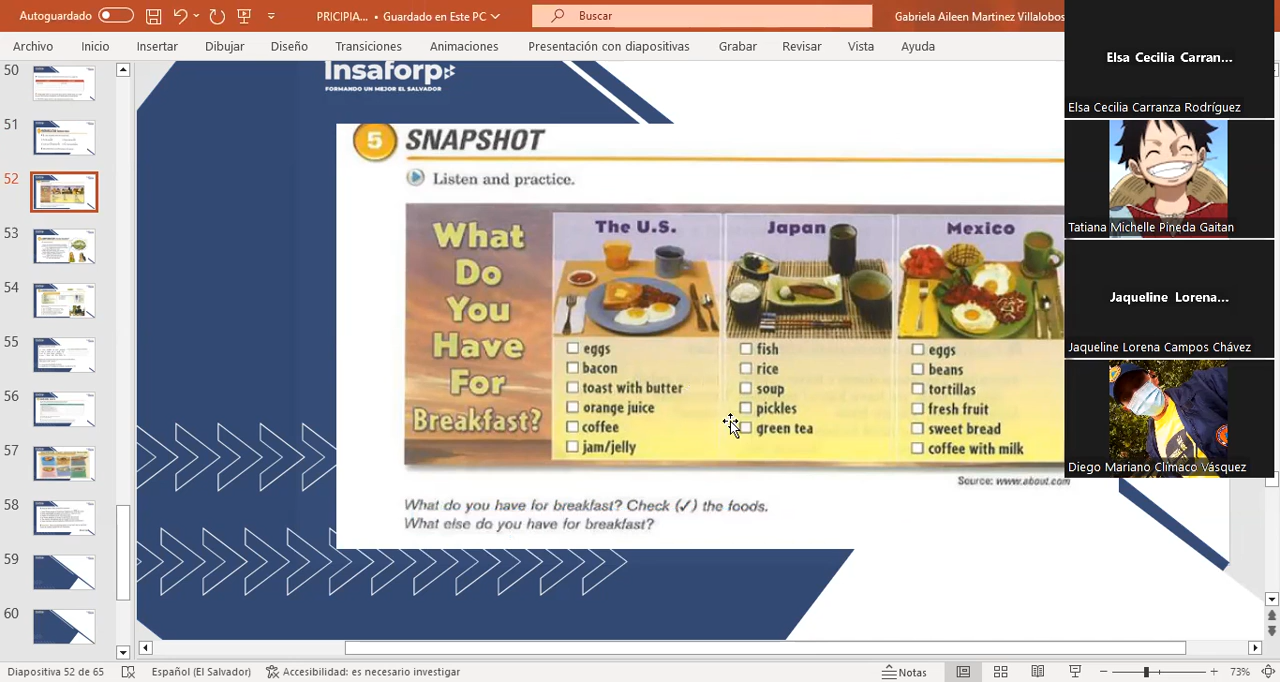 Autoguardado
PRICIPIA... • Guardado en Este PC
Buscar
Gabriela Aileen Martinez Villalobos
Archivo Inicio Insertar Dibujar Diseño Transiciones Animaciones Presentación con diapositivas Grabar Revisar Vista Ayuda
50
51
52
53
54
55
56
57
58
59
60
Insaforp
FORMANDO UN MEJOR EL SALVADOR
5 SNAPSHOT
Listen and practice.
What
Do
You
Have
For
Breakfast?
The U.S.
eggs
bacon
toast with butter
orange juice
coffee
jam/jelly
Japan
fish
rice
soup
pickles
green tea
Mexico
eggs
beans
tortillas
fresh fruit
sweet bread
coffee with milk
Source: www.about.com
What do you have for breakfast? Check (✓) the foods.
What else do you have for breakfast?
Elsa Cecilia Carran...
Elsa Cecilia Carranza Rodríguez
Tatiana Michelle Pineda Gaitan
Jaqueline Lorena...
Jaqueline Lorena Campos Chávez
Diego Mariano Clímaco Vásquez
Diapositiva 52 de 65
Español (El Salvador)
Accesibilidad: es necesario investigar
Notas
73%